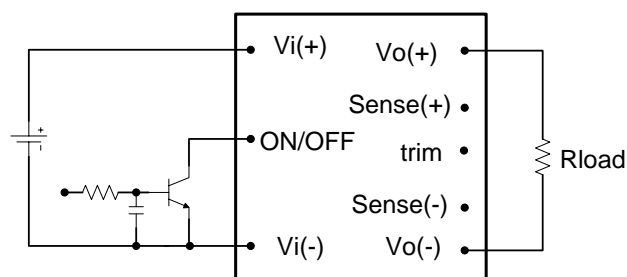 Vi(+)
Vo(+)
Sense(+)
ON/OFF
trim
Rload
Sense(-)
Vi(-)
Vo(-)
+
-